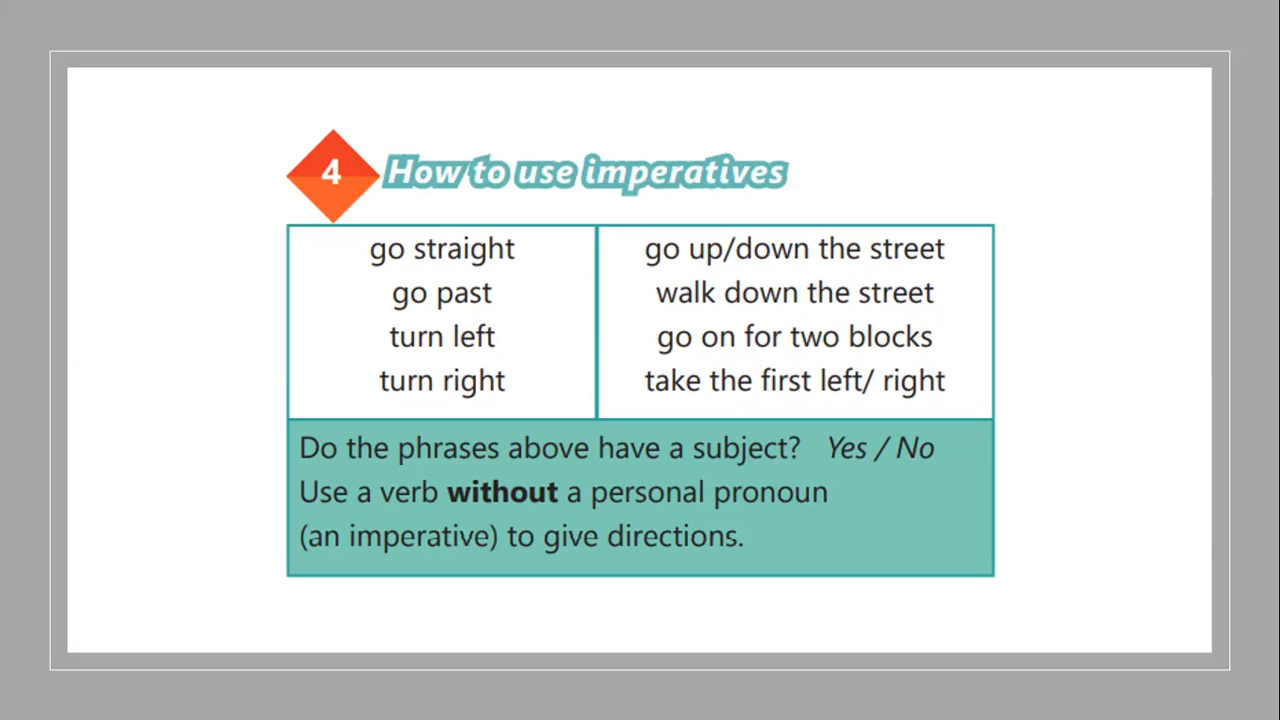 4 How to use imperatives
go straight
go past
turn left
turn right
go up/down the street
walk down the street
go on for two blocks
take the first left/ right
Do the phrases above have a subject? Yes / No
Use a verb without a personal pronoun
(an imperative) to give directions.